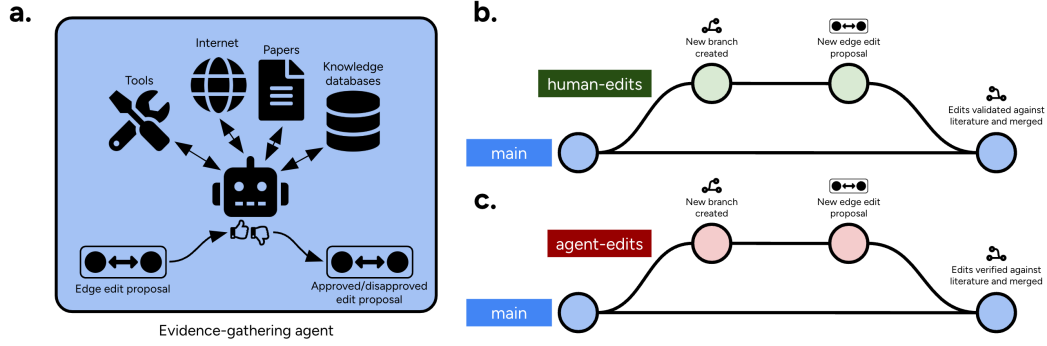 a.
Internet
Papers
Tools
Knowledge
databases
Edge edit proposal
Approved/disapproved
edit proposal
Evidence-gathering agent
b.
New branch
created
New edge edit
proposal
human-edits
Edits validated against
literature and merged
main
c.
New branch
created
New edge edit
proposal
agent-edits
Edits verified against
literature and merged
main